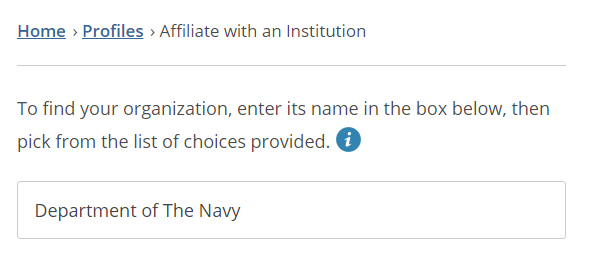 Home › Profiles › Affiliate with an Institution
To find your organization, enter its name in the box below, then
pick from the list of choices provided. i
Department of The Navy